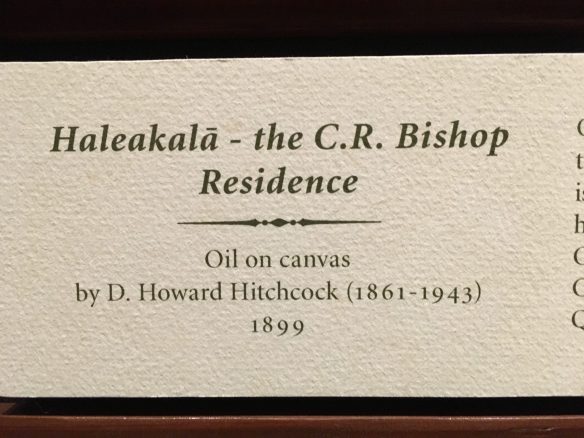 Haleakalā - the C.R. Bishop
Residence
Oil on canvas
by D. Howard Hitchcock (1861-1943)
1899